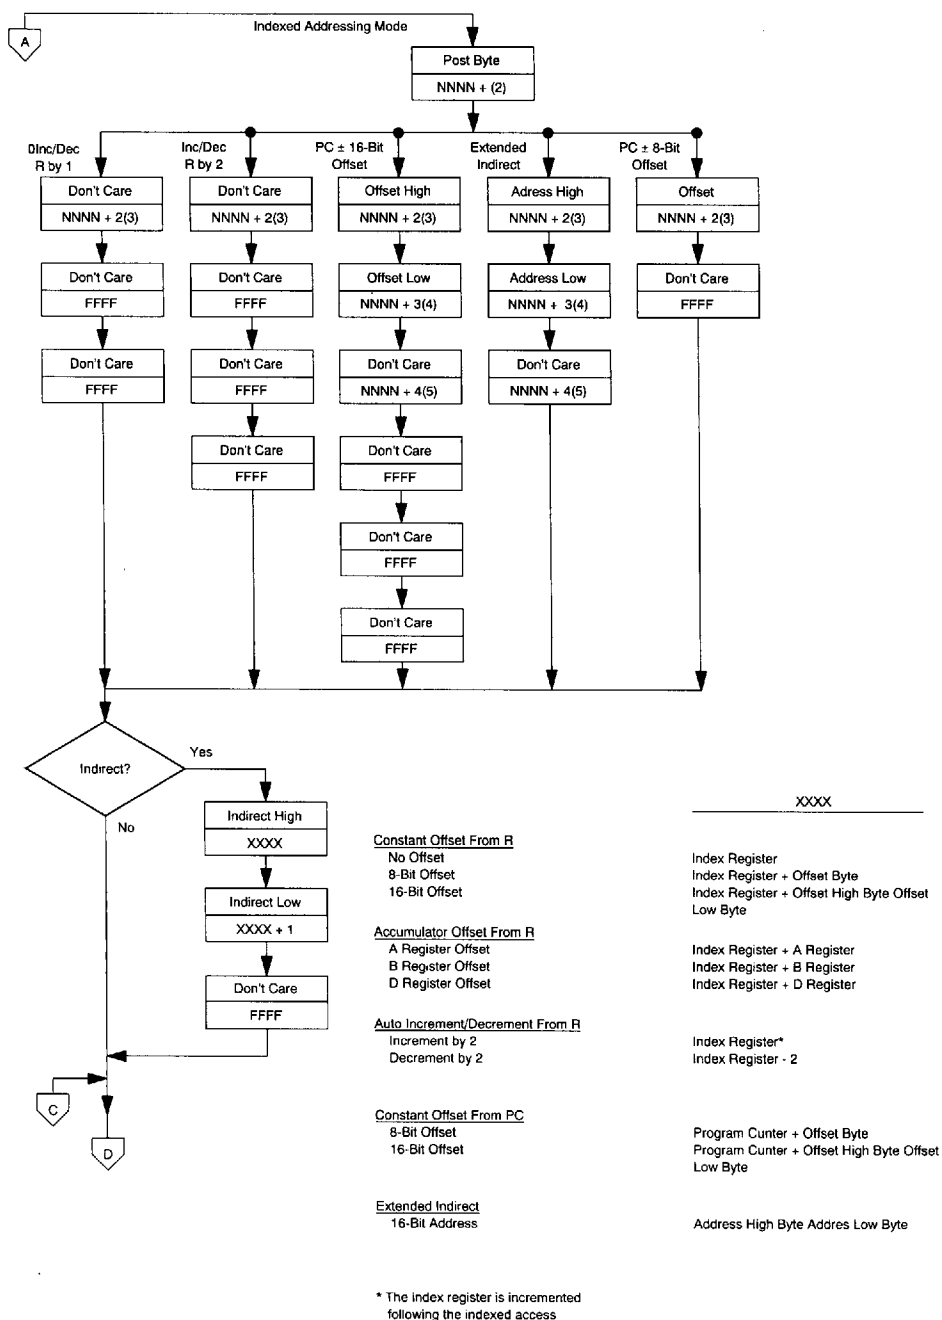 Indexed Addressing Mode
A
Post Byte
NNNN + (2)
0Inc/Dec
R by 1
Inc/Dec
R by 2
PC ± 16-Bit
Offset
Extended
Indirect
PC ± 8-Bit
Offset
Don't Care
NNNN + 2(3)
Don't Care
NNNN + 2(3)
Offset High
NNNN + 2(3)
Adress High
NNNN + 2(3)
Offset
NNNN + 2(3)
Don't Care
FFFF
Don't Care
FFFF
Offset Low
NNNN + 3(4)
Address Low
NNNN + 3(4)
Don't Care
FFFF
Don't Care
FFFF
Don't Care
FFFF
Don't Care
NNNN + 4(5)
Don't Care
NNNN + 4(5)
Don't Care
FFFF
Don't Care
FFFF
Don't Care
FFFF
Don't Care
FFFF
Indirect?
Yes
No
Indirect High
XXXX
Indirect Low
XXXX + 1
Don't Care
FFFF
C
D
XXXX
Constant Offset From R
No Offset
Index Register
8-Bit Offset
Index Register + Offset Byte
16-Bit Offset
Index Register + Offset High Byte Offset
Low Byte
Accumulator Offset From R
A Register Offset
Index Register + A Register
B Register Offset
Index Register + B Register
D Register Offset
Index Register + D Register
Auto Increment/Decrement From R
Increment by 2
Index Register*
Decrement by 2
Index Register - 2
Constant Offset From PC
8-Bit Offset
Program Cunter + Offset Byte
16-Bit Offset
Program Cunter + Offset High Byte Offset
Low Byte
Extended Indirect
16-Bit Address
Address High Byte Addres Low Byte
* The index register is incremented
following the indexed access